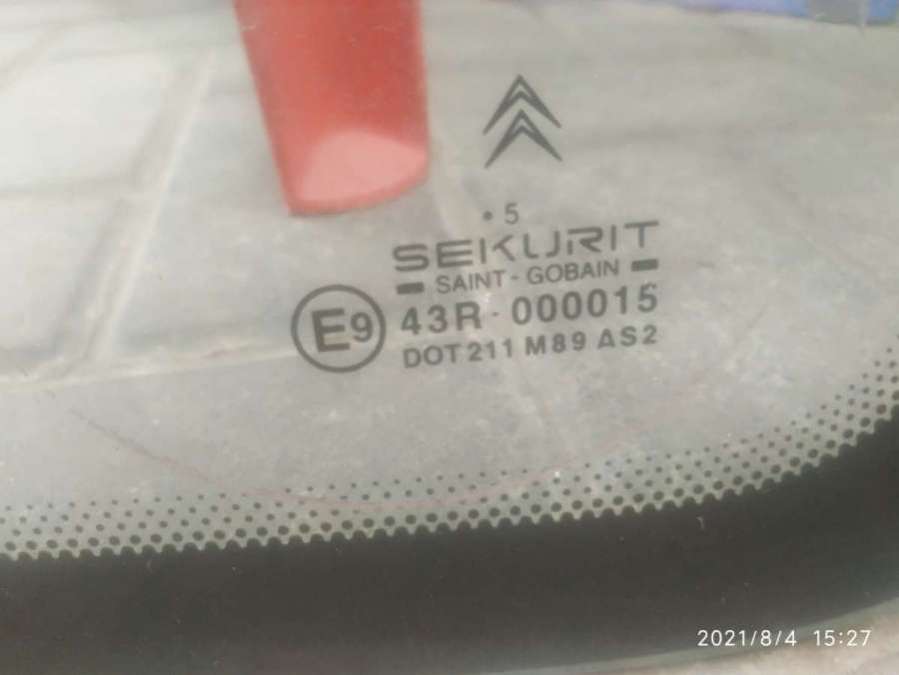 • 5
SEKURIT
SAINT-GOBAIN
E9 43R - 000015
DOT 211 M89 AS2
2021/8/4 15:27